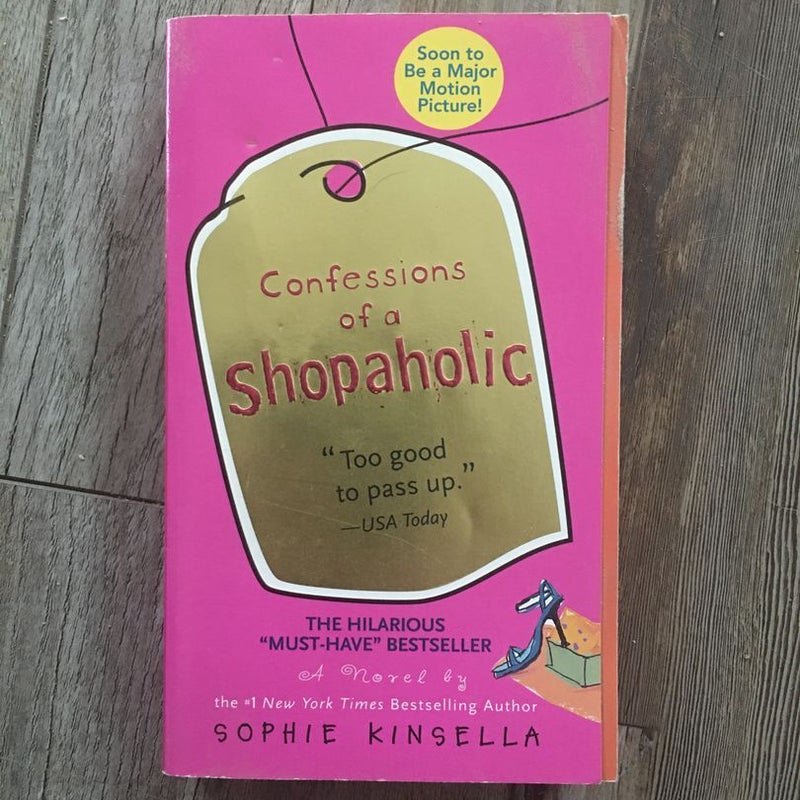 Soon to
Be a Major
Motion
Picture!
Confessions
of a
Shopaholic
“Too good
to pass up.”
—USA Today
THE HILARIOUS
“MUST-HAVE” BESTSELLER
A Novel by
the #1 New York Times Bestselling Author
SOPHIE KINSELLA